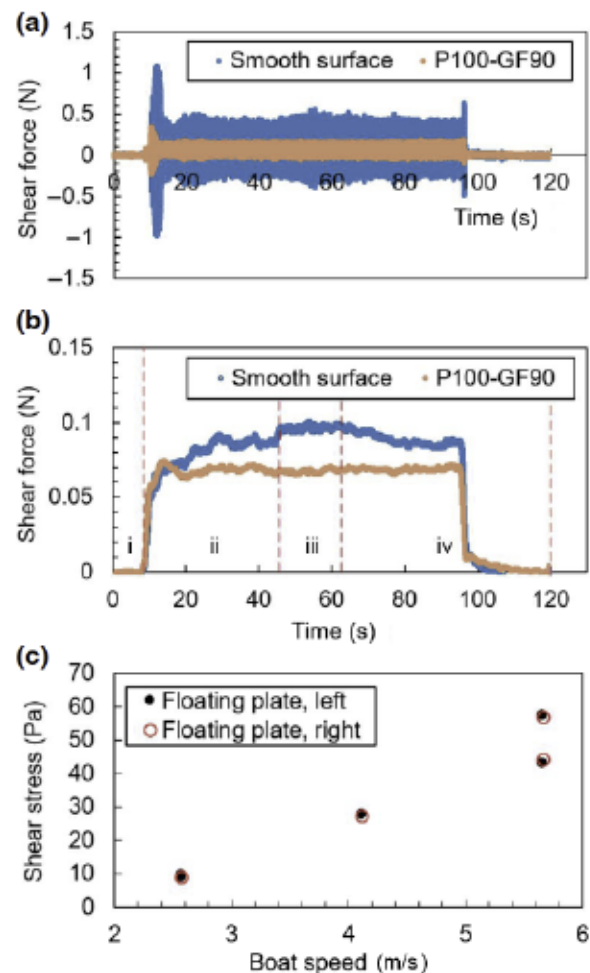 (a)
Shear force (N)
1.5
1
0.5
0
−0.5
−1
−1.5
Smooth surface
P100-GF90
0 20 40 60 80 100 120
Time (s)
(b)
Shear force (N)
0.15
0.1
0.05
0
Smooth surface
P100-GF90
i ii iii iv
0 20 40 60 80 100 120
Time (s)
(c)
Shear stress (Pa)
70
60
50
40
30
20
10
0
Floating plate, left
Floating plate, right
2 3 4 5 6
Boat speed (m/s)